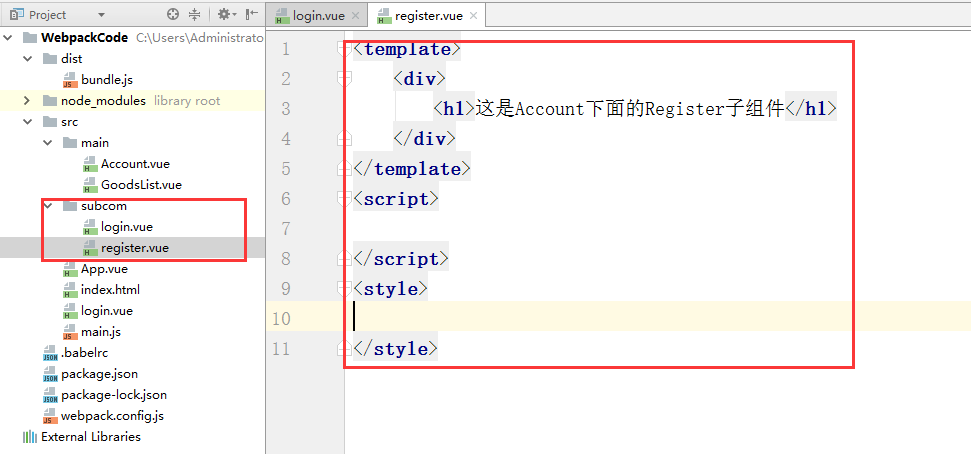 Project
login.vue
register.vue
WebpackCode C:\Users\Administrato
dist
bundle.js
node_modules library root
src
main
Account.vue
GoodsList.vue
subcom
login.vue
register.vue
App.vue
index.html
login.vue
main.js
.babelrc
package.json
package-lock.json
webpack.config.js
External Libraries
1 <template>
2 <div>
3 <h1>这是Account下面的Register子组件</h1>
4 </div>
5 </template>
6 <script>
7
8 </script>
9 <style>
10
11 </style>